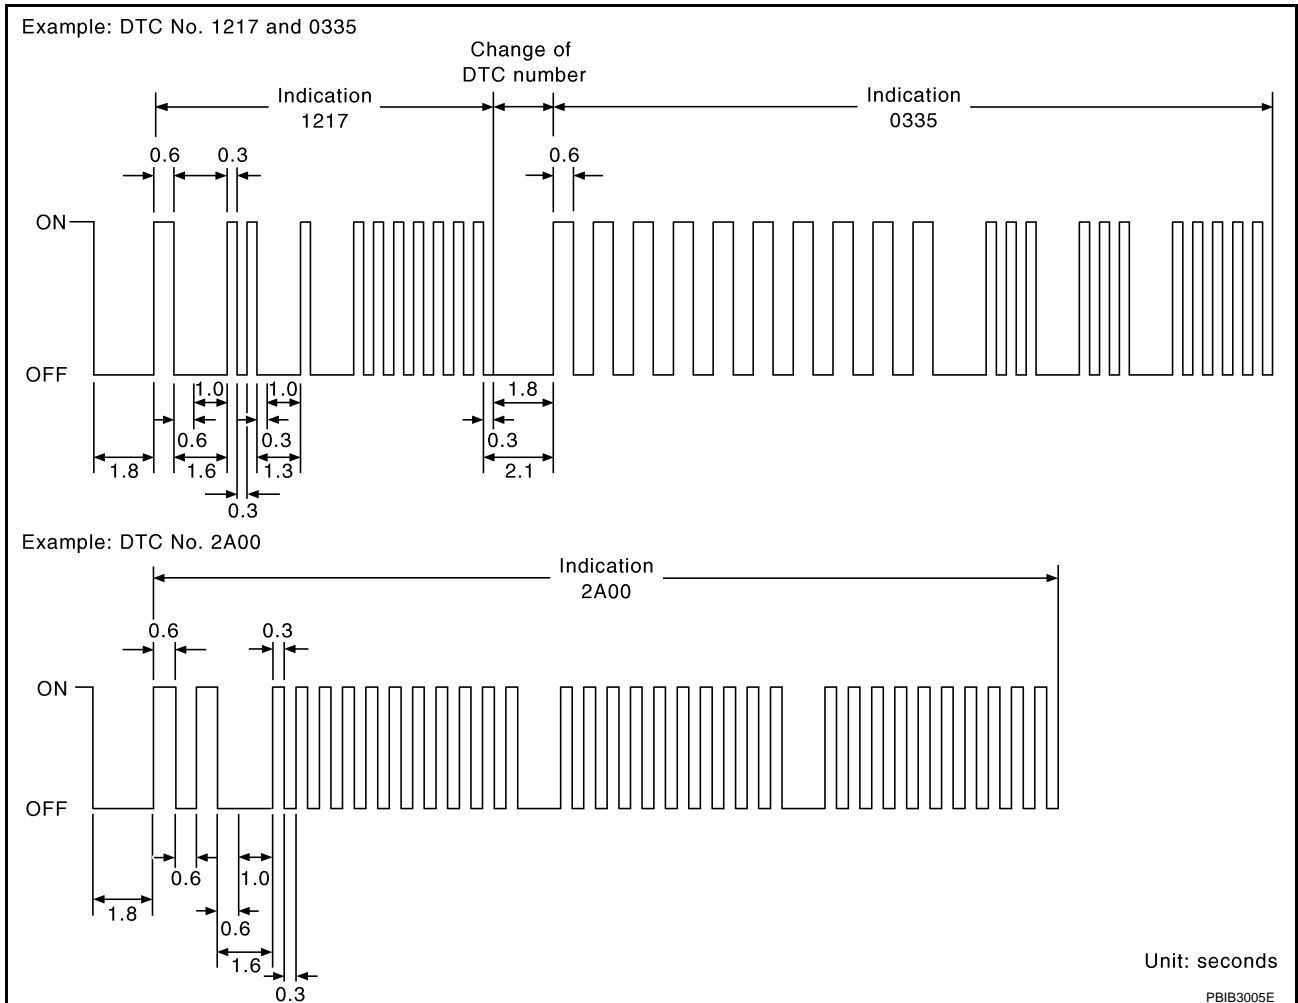 Example: DTC No. 1217 and 0335
Change of
DTC number
Indication
1217
Indication
0335
0.6
0.3
0.6
ON
OFF
1.0
1.0
1.8
0.6
0.3
0.3
1.8
1.6
1.3
2.1
0.3
Example: DTC No. 2A00
Indication
2A00
0.6
0.3
ON
OFF
0.6
1.0
1.8
0.6
1.6
0.3
Unit: seconds
PBIB3005E